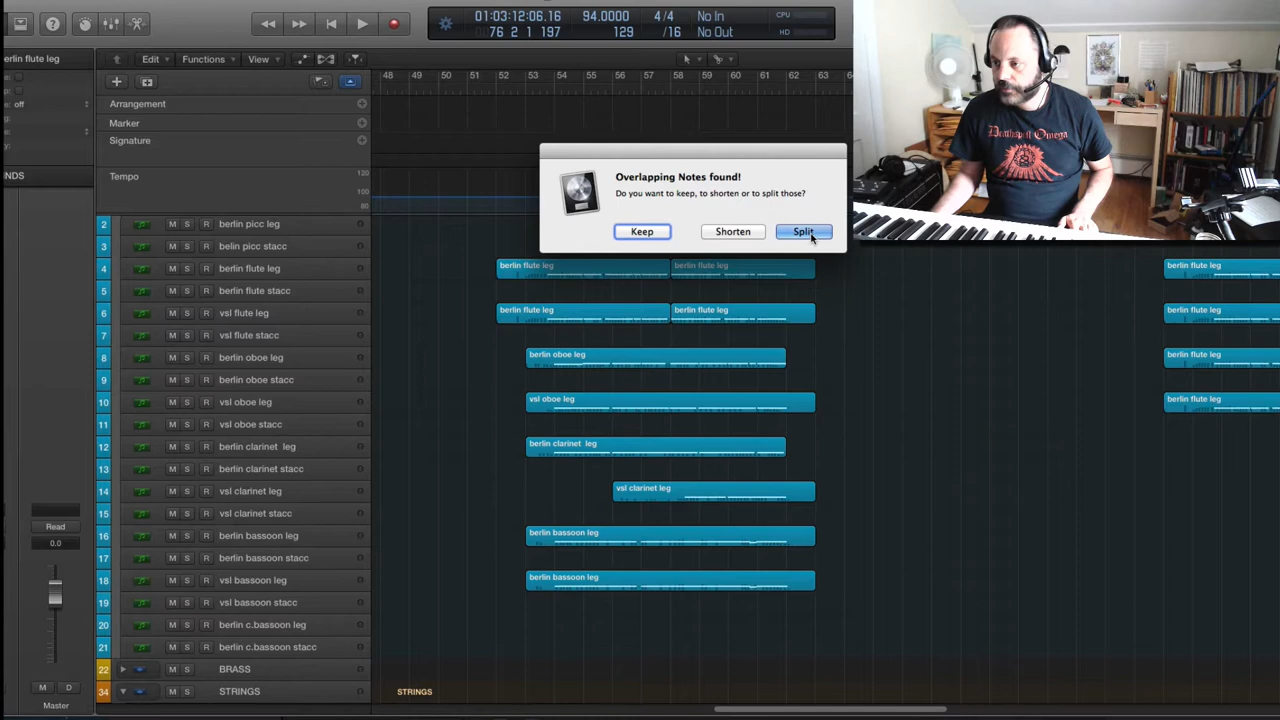 01:03:12:06.16 94.0000 4/4 No In CPU
76 2 1 197 129 /16 No Out HD
berlin flute leg Edit Functions View
48 49 50 51 52 53 54 55 56 57 58 59 60 61 62 63
off
Arrangement
Marker
Signature
Tempo 120
100
80
Overlapping Notes found!
Do you want to keep, to shorten or to split those?
Keep Shorten Split
Deathspell Omega
2 M S R berlin picc leg
3 M S R belin picc stacc
4 M S R berlin flute leg berlin flute leg berlin flute leg berlin flute leg
5 M S R berlin flute stacc
6 M S R vsl flute leg berlin flute leg berlin flute leg berlin flute leg
7 M S R vsl flute stacc
8 M S R berlin oboe leg berlin oboe leg berlin flute leg
9 M S R berlin oboe stacc
10 M S R vsl oboe leg vsl oboe leg berlin flute leg
11 M S R vsl oboe stacc
12 M S R berlin clarinet leg berlin clarinet leg
13 M S R berlin clarinet stacc
14 M S R vsl clarinet leg vsl clarinet leg
15 M S R vsl clarinet stacc
16 M S R berlin bassoon leg berlin bassoon leg
17 M S R berlin bassoon stacc
18 M S R vsl bassoon leg berlin bassoon leg
19 M S R vsl bassoon stacc
20 M S R berlin c.bassoon leg
21 M S R berlin c.bassoon stacc
22 M S BRASS
34 M S STRINGS STRINGS
Read
0.0
M D
Master